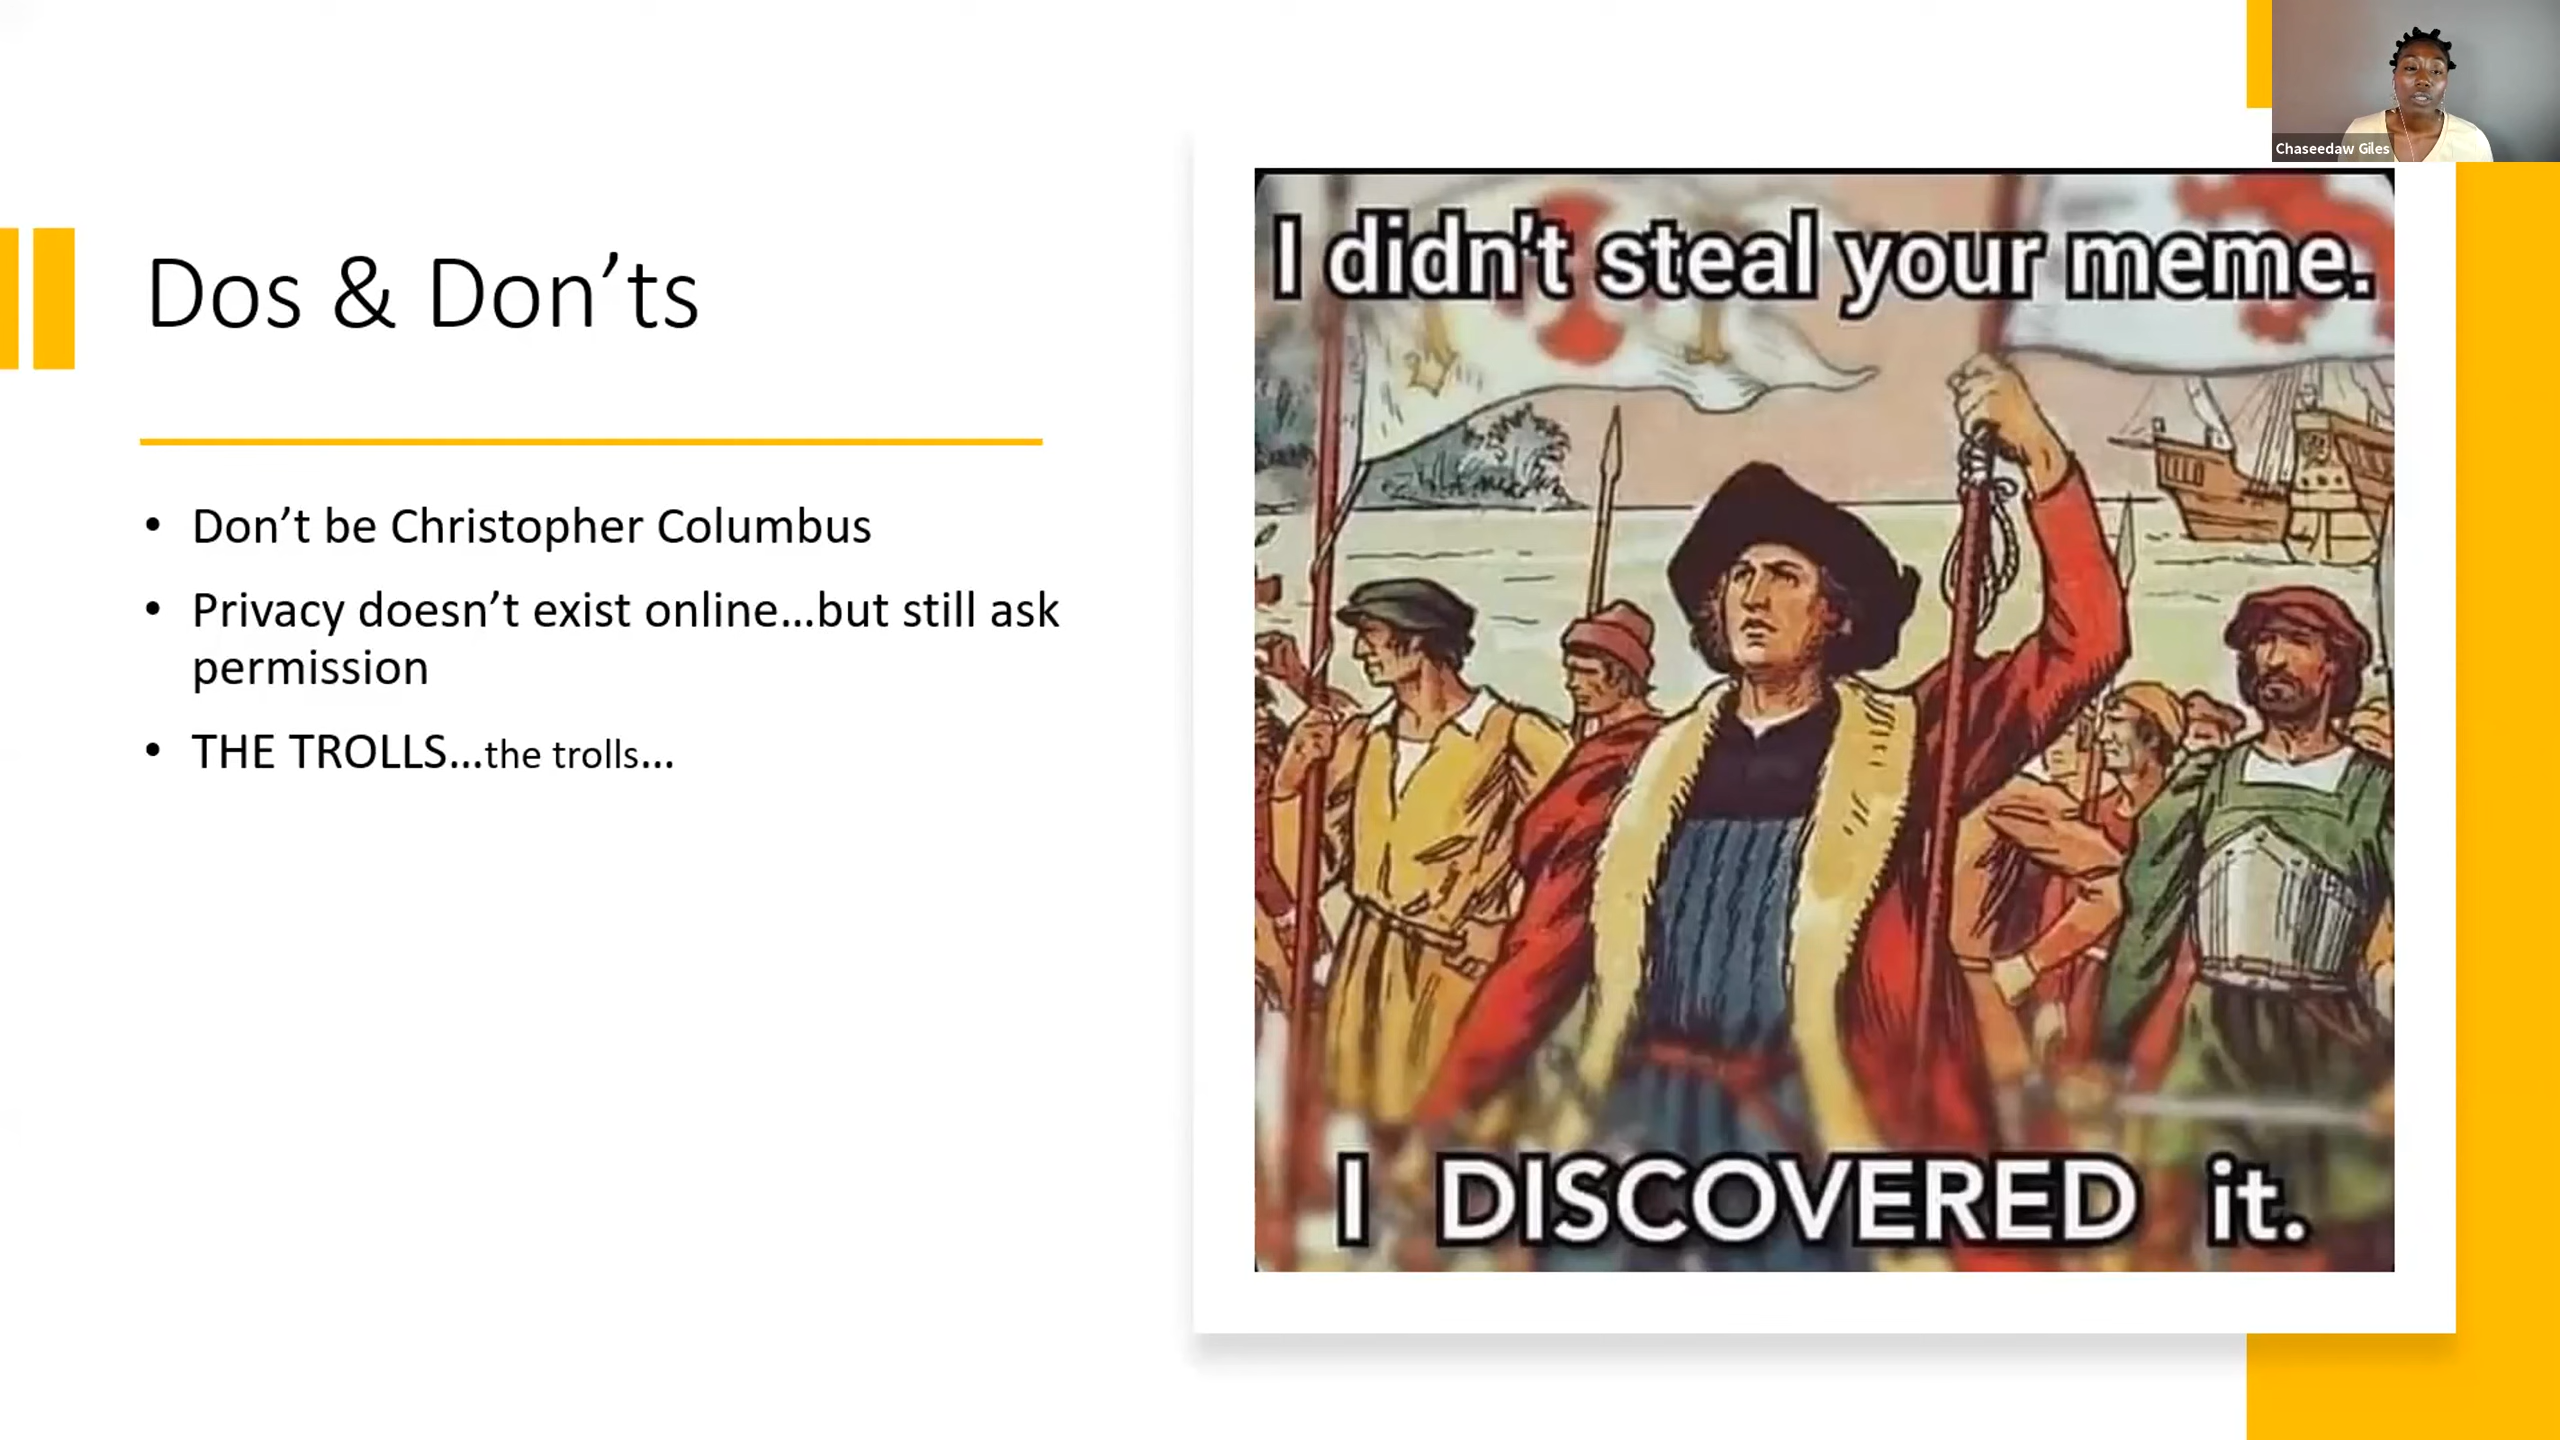 Chaseedaw Giles
Dos & Don’ts
• Don’t be Christopher Columbus
• Privacy doesn’t exist online…but still ask
permission
• THE TROLLS…the trolls…
I didn't steal your meme.
I DISCOVERED it.